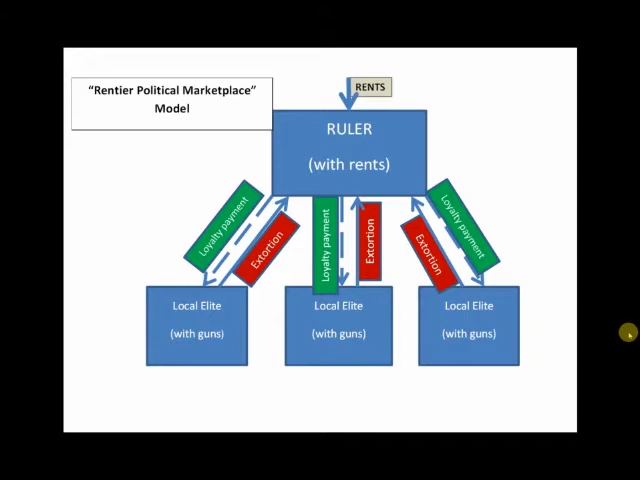 RENTS
“Rentier Political Marketplace”
Model
RULER
(with rents)
Loyalty payment
Extortion
Loyalty payment
Extortion
Extortion
Loyalty payment
Local Elite
(with guns)
Local Elite
(with guns)
Local Elite
(with guns)